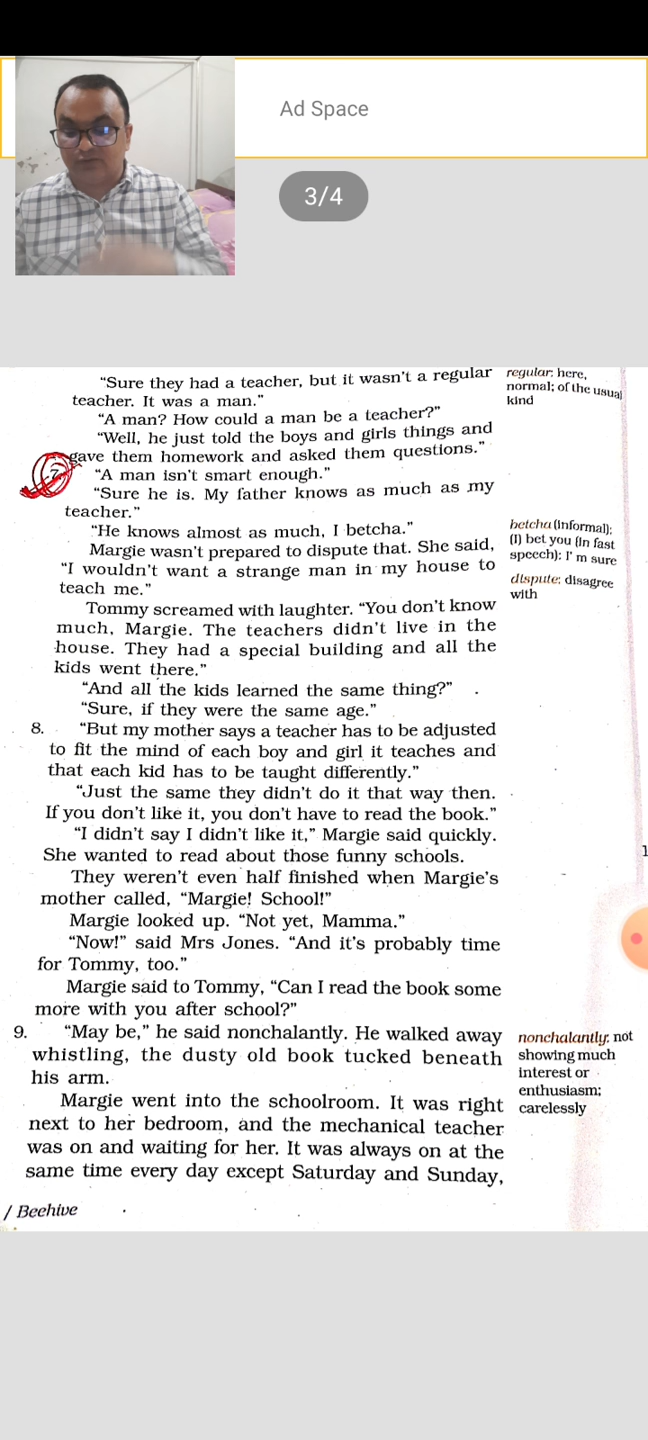 Ad Space
3/4
“Sure they had a teacher, but it wasn’t a regular
teacher. It was a man.”
“A man? How could a man be a teacher?”
“Well, he just told the boys and girls things and
gave them homework and asked them questions.”
7
“A man isn’t smart enough.”
“Sure he is. My father knows as much as my
teacher.”
“He knows almost as much, I betcha.”
Margie wasn’t prepared to dispute that. She said,
“I wouldn’t want a strange man in my house to
teach me.”
Tommy screamed with laughter. “You don’t know
much, Margie. The teachers didn’t live in the
house. They had a special building and all the
kids went there.”
“And all the kids learned the same thing?”
“Sure, if they were the same age.”
8. “But my mother says a teacher has to be adjusted
to fit the mind of each boy and girl it teaches and
that each kid has to be taught differently.”
“Just the same they didn’t do it that way then.
If you don’t like it, you don’t have to read the book.”
“I didn’t say I didn’t like it,” Margie said quickly.
She wanted to read about those funny schools.
They weren’t even half finished when Margie’s
mother called, “Margie! School!”
Margie looked up. “Not yet, Mamma.”
“Now!” said Mrs Jones. “And it’s probably time
for Tommy, too.”
Margie said to Tommy, “Can I read the book some
more with you after school?”
9. “May be,” he said nonchalantly. He walked away
whistling, the dusty old book tucked beneath
his arm.
Margie went into the schoolroom. It was right
next to her bedroom, and the mechanical teacher
was on and waiting for her. It was always on at the
same time every day except Saturday and Sunday,
regular: here,
normal; of the usual
kind
betcha (informal):
(I) bet you (in fast
speech): I’ m sure
dispute: disagree
with
1
nonchalantly: not
showing much
interest or
enthusiasm;
carelessly
/ Beehive